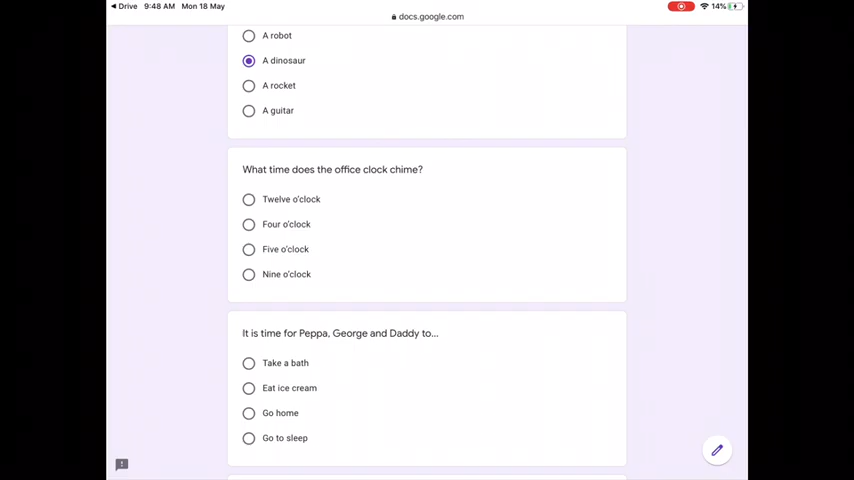 Drive 9:48 AM Mon 18 May 14%
docs.google.com
A robot
A dinosaur
A rocket
A guitar
What time does the office clock chime?
Twelve o'clock
Four o'clock
Five o'clock
Nine o'clock
It is time for Peppa, George and Daddy to...
Take a bath
Eat ice cream
Go home
Go to sleep